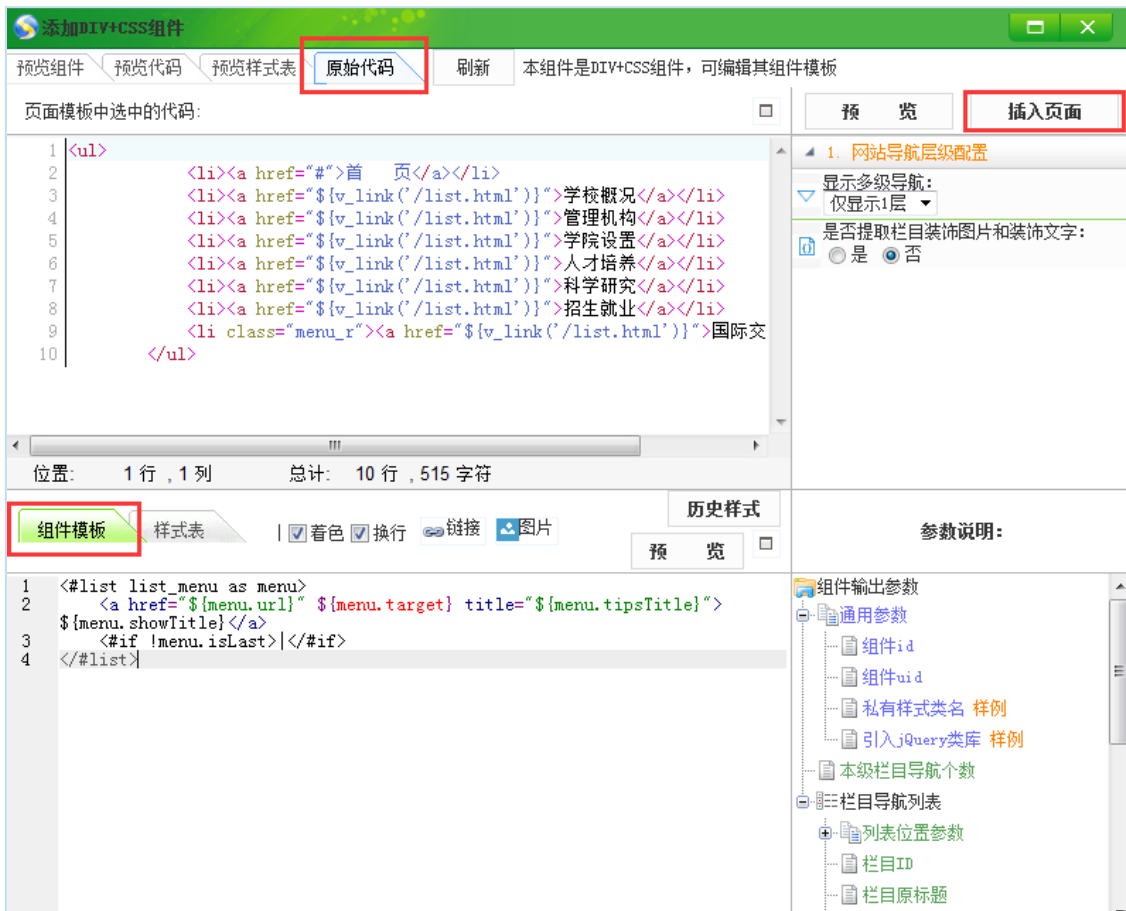 添加DIV+CSS组件
预览组件 预览代码 预览样式表 原始代码 刷新 本组件是DIV+CSS组件，可编辑其组件模板
页面模板中选中的代码:
预 览 插入页面
1 <ul>
2 <li><a href="#">首 页</a></li>
3 <li><a href="${v_link('/list.html')}">学校概况</a></li>
4 <li><a href="${v_link('/list.html')}">管理机构</a></li>
5 <li><a href="${v_link('/list.html')}">学院设置</a></li>
6 <li><a href="${v_link('/list.html')}">人才培养</a></li>
7 <li><a href="${v_link('/list.html')}">科学研究</a></li>
8 <li><a href="${v_link('/list.html')}">招生就业</a></li>
9 <li class="menu_r"><a href="${v_link('/list.html')}">国际交
10 </ul>
1. 网站导航层级配置
显示多级导航:
仅显示1层
是否提取栏目装饰图片和装饰文字:
是 否
位置: 1 行 , 1 列 总计: 10 行 , 515 字符
组件模板 样式表 | 着色 换行 链接 图片 历史样式
预 览
参数说明:
1 <#list list_menu as menu>
2 <a href="${menu.url}" ${menu.target} title="${menu.tipsTitle}">
${menu.showTitle}</a>
3 <#if !menu.isLast>|</#if>
4 </#list>
组件输出参数
通用参数
组件id
组件uid
私有样式类名 样例
引入jQuery类库 样例
本级栏目导航个数
栏目导航列表
列表位置参数
栏目ID
栏目原标题